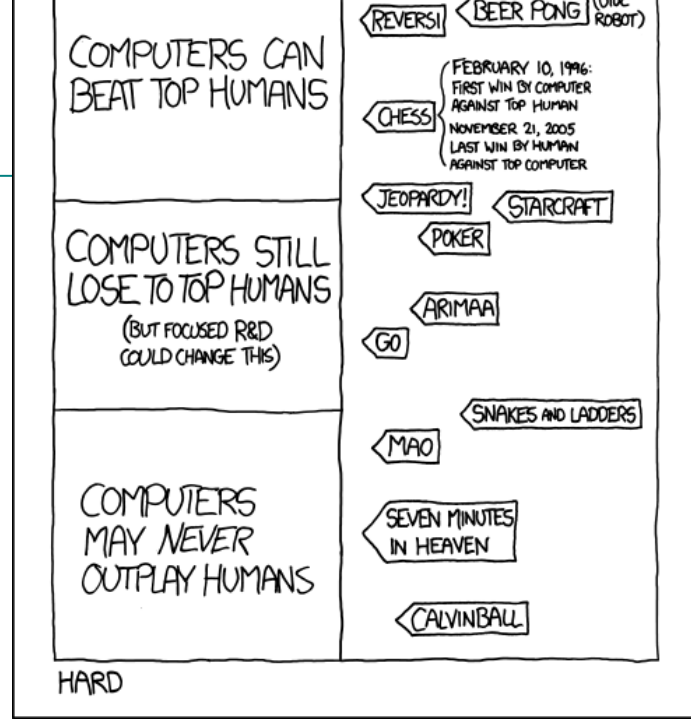 REVERSI
BEER PONG
ROBOT)
COMPUTERS CAN
BEAT TOP HUMANS
CHESS
FEBRUARY 10, 1996:
FIRST WIN BY COMPUTER
AGAINST TOP HUMAN
NOVEMBER 21, 2005
LAST WIN BY HUMAN
AGAINST TOP COMPUTER
JEOPARDY!
STARCRAFT
POKER
COMPUTERS STILL
LOSE TO TOP HUMANS
(BUT FOCUSED R&D
COULD CHANGE THIS)
ARIMAA
GO
SNAKES AND LADDERS
MAO
COMPUTERS
MAY NEVER
OUTPLAY HUMANS
SEVEN MINUTES
IN HEAVEN
CALVINBALL
HARD